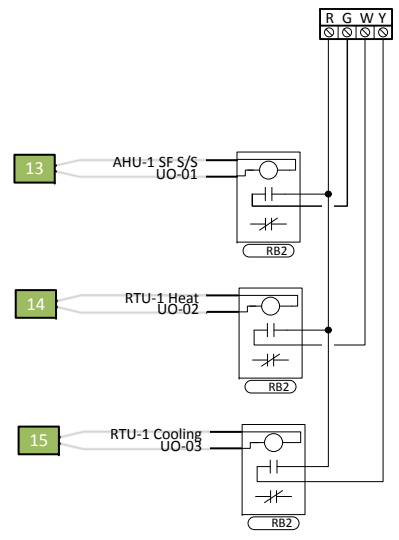 R G W Y
13
AHU-1 SF S/S
UO-01
RB2
14
RTU-1 Heat
UO-02
RB2
15
RTU-1 Cooling
UO-03
RB2